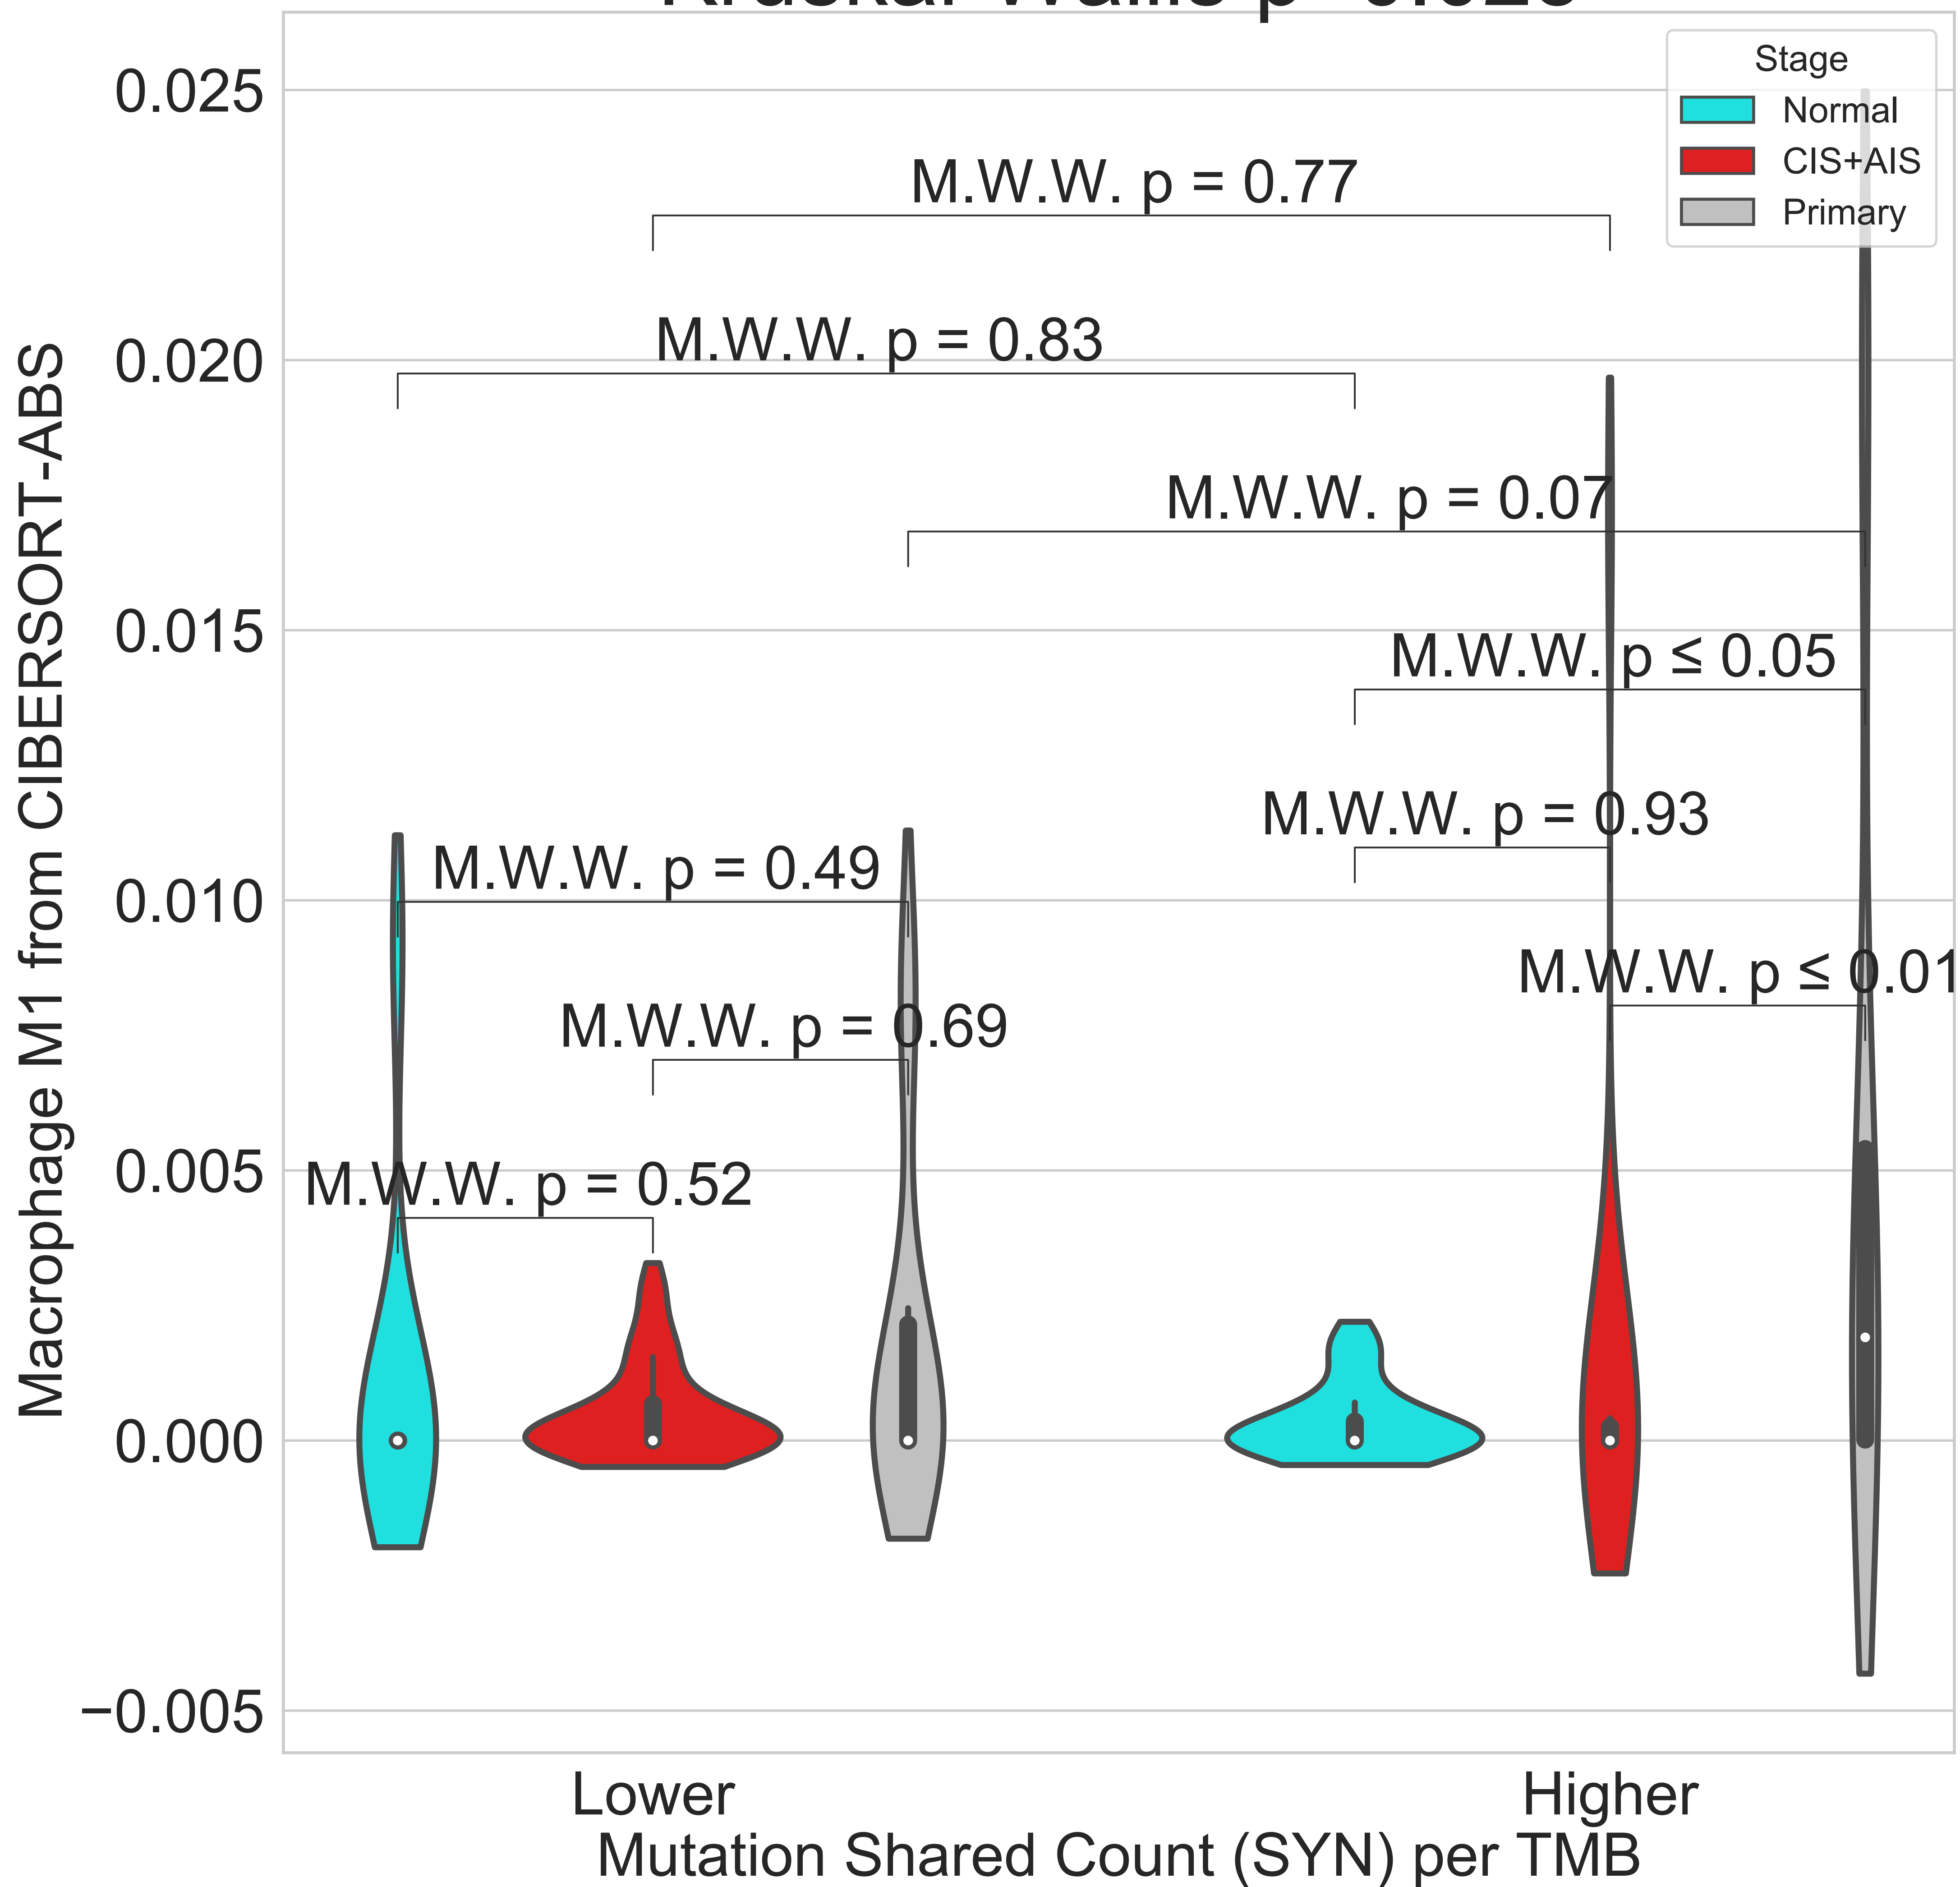 Stage
Normal
CIS+AIS
Primary
0.025
0.020
0.015
0.010
0.005
0.000
−0.005
Macrophage M1 from CIBERSORT-ABS
M.W.W. p = 0.77
M.W.W. p = 0.83
M.W.W. p = 0.07
M.W.W. p ≤ 0.05
M.W.W. p = 0.93
M.W.W. p = 0.49
M.W.W. p ≤ 0.01
M.W.W. p = 0.69
M.W.W. p = 0.52
Lower
Higher
Mutation Shared Count (SYN) per TMB